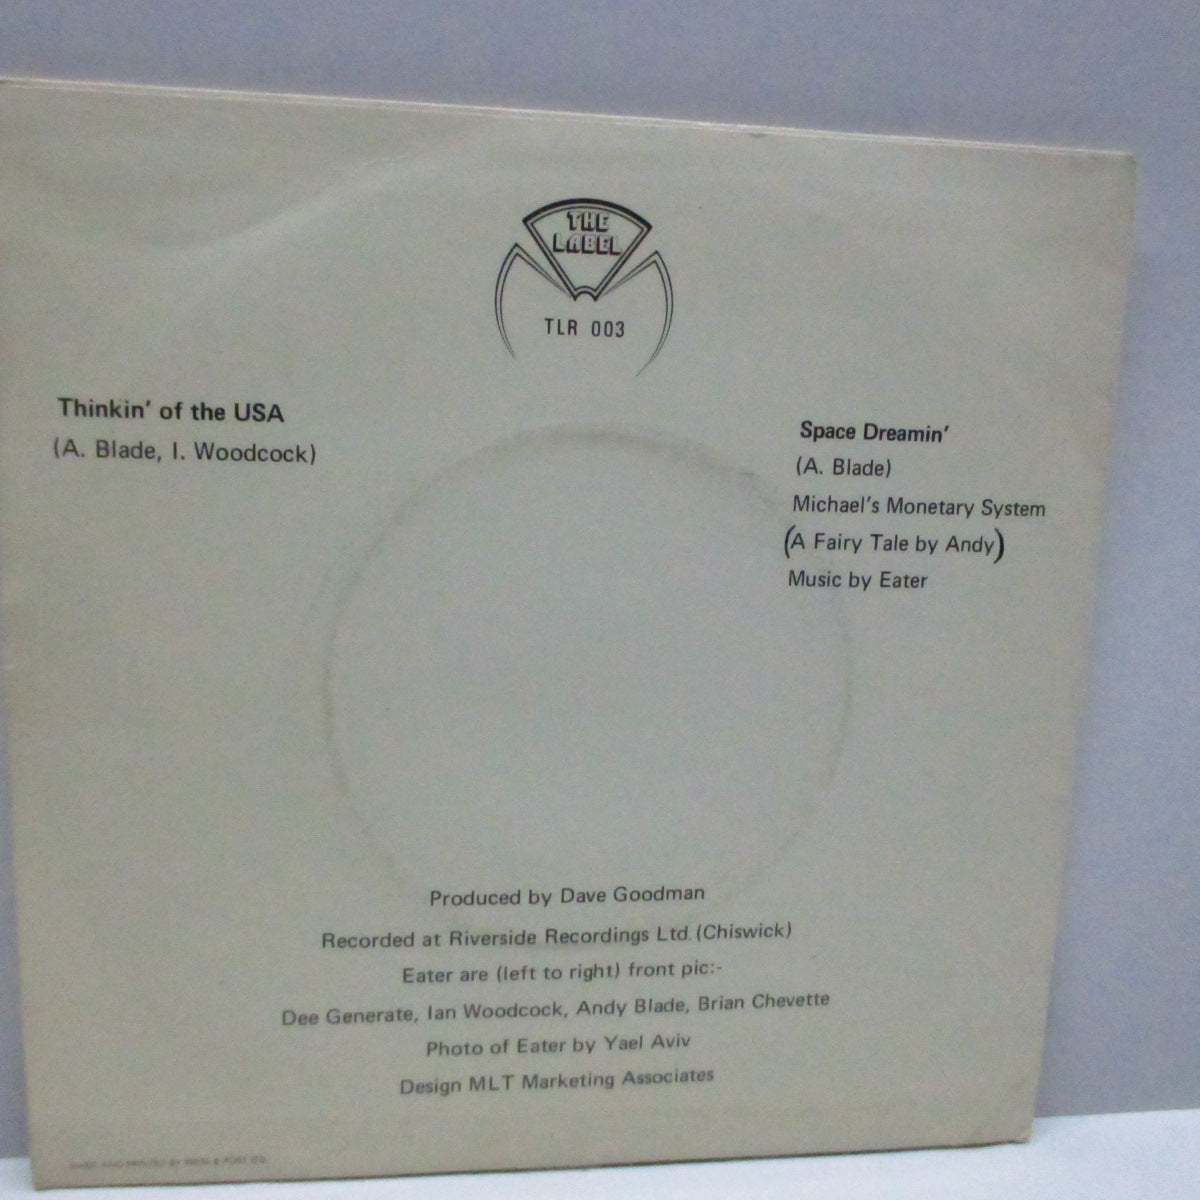 THE
LABEL
TLR 003
Thinkin' of the USA
(A. Blade, I. Woodcock)
Space Dreamin'
(A. Blade)
Michael's Monetary System
(A Fairy Tale by Andy)
Music by Eater
Produced by Dave Goodman
Recorded at Riverside Recordings Ltd. (Chiswick)
Eater are (left to right) front pic:-
Dee Generate, Ian Woodcock, Andy Blade, Brian Chevette
Photo of Eater by Yael Aviv
Design MLT Marketing Associates
AND PRINTED BY